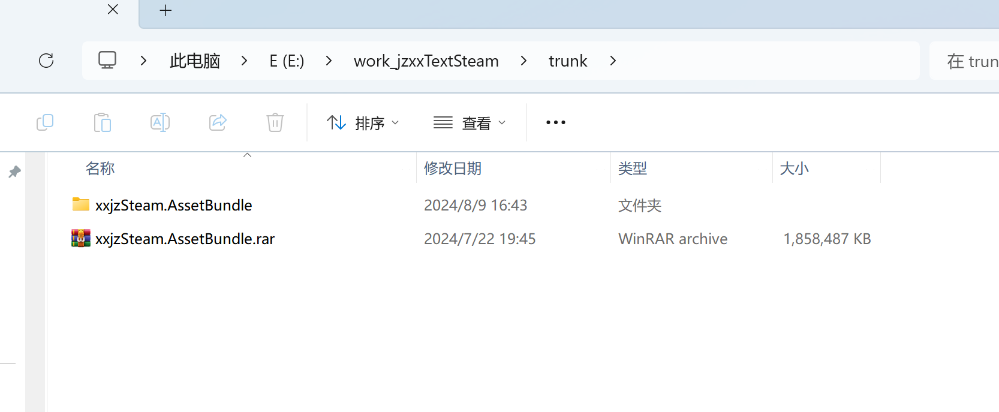 此电脑 E (E:) work_jzxxTextSteam trunk 在 trun
排序 查看
名称 修改日期 类型 大小
xxjzSteam.AssetBundle 2024/8/9 16:43 文件夹
xxjzSteam.AssetBundle.rar 2024/7/22 19:45 WinRAR archive 1,858,487 KB